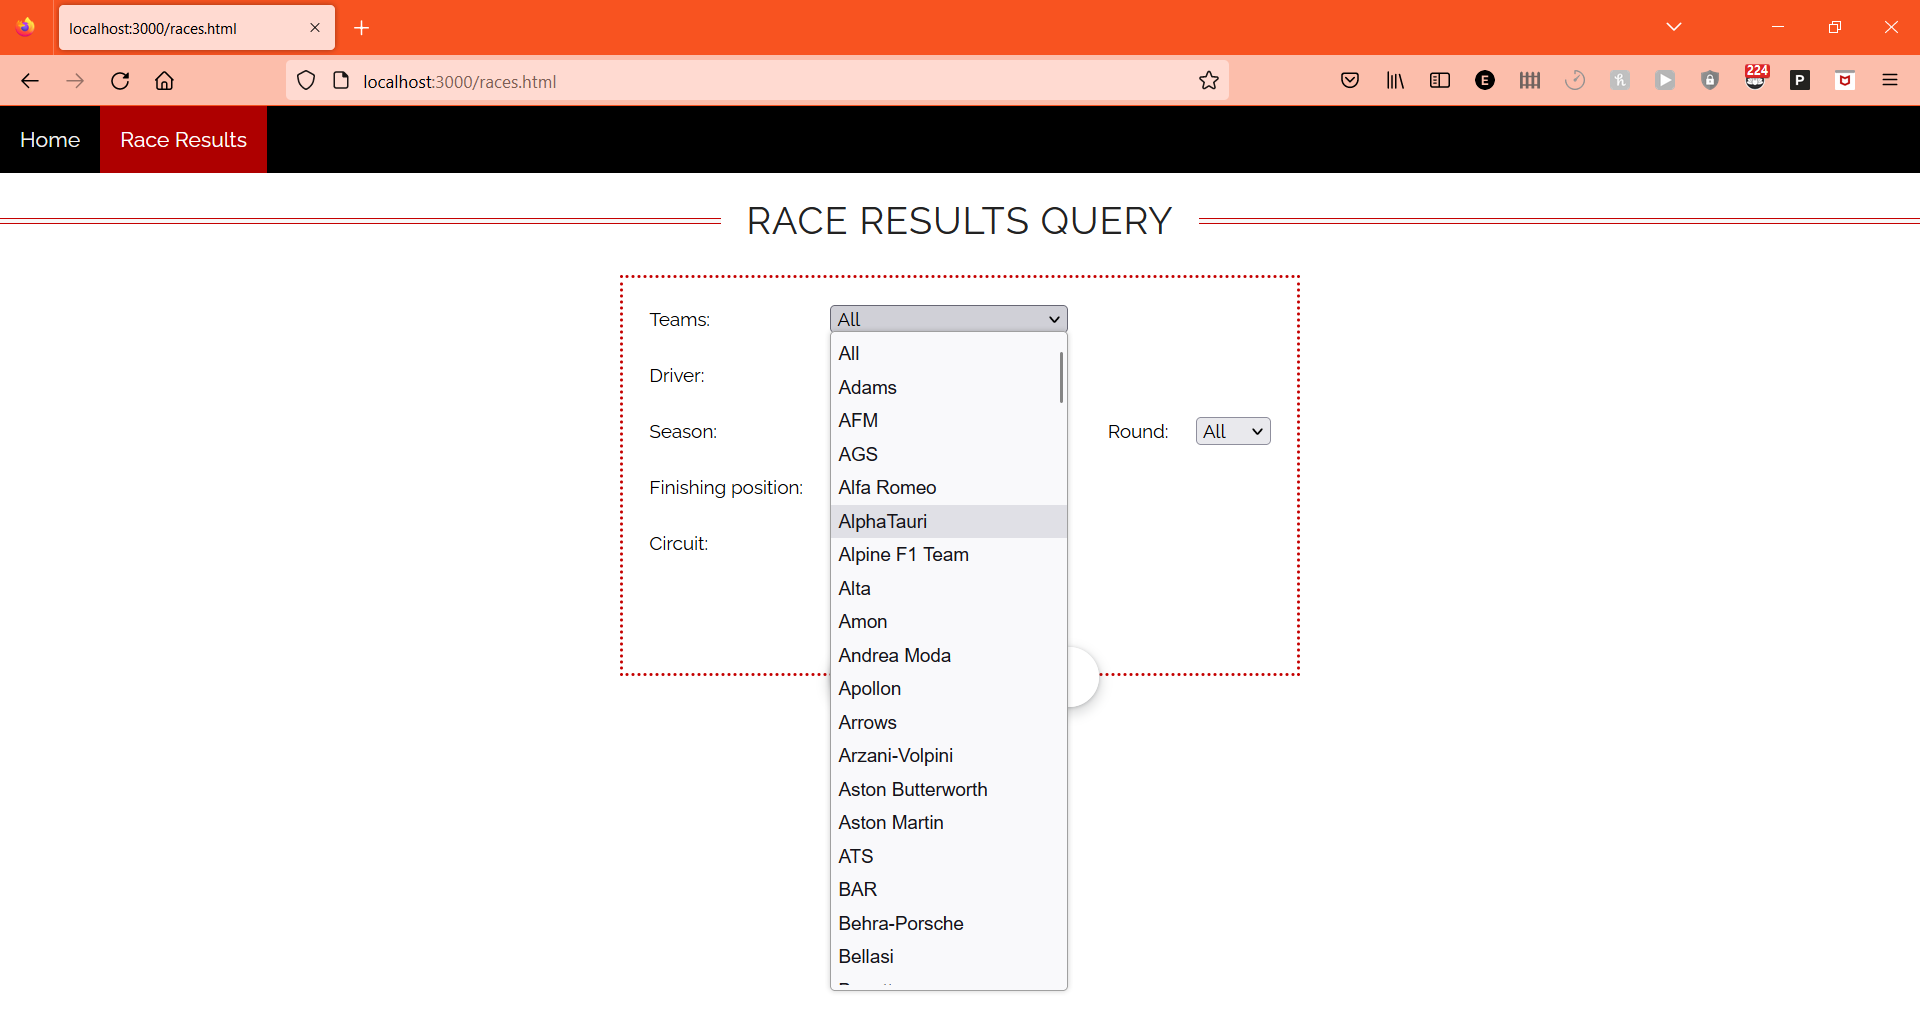 localhost:3000/races.html
localhost:3000/races.html
E
224
P
Home Race Results
RACE RESULTS QUERY
Teams: All
Driver:
Season:
Round: All
Finishing position:
Circuit:
All
Adams
AFM
AGS
Alfa Romeo
AlphaTauri
Alpine F1 Team
Alta
Amon
Andrea Moda
Apollon
Arrows
Arzani-Volpini
Aston Butterworth
Aston Martin
ATS
BAR
Behra-Porsche
Bellasi